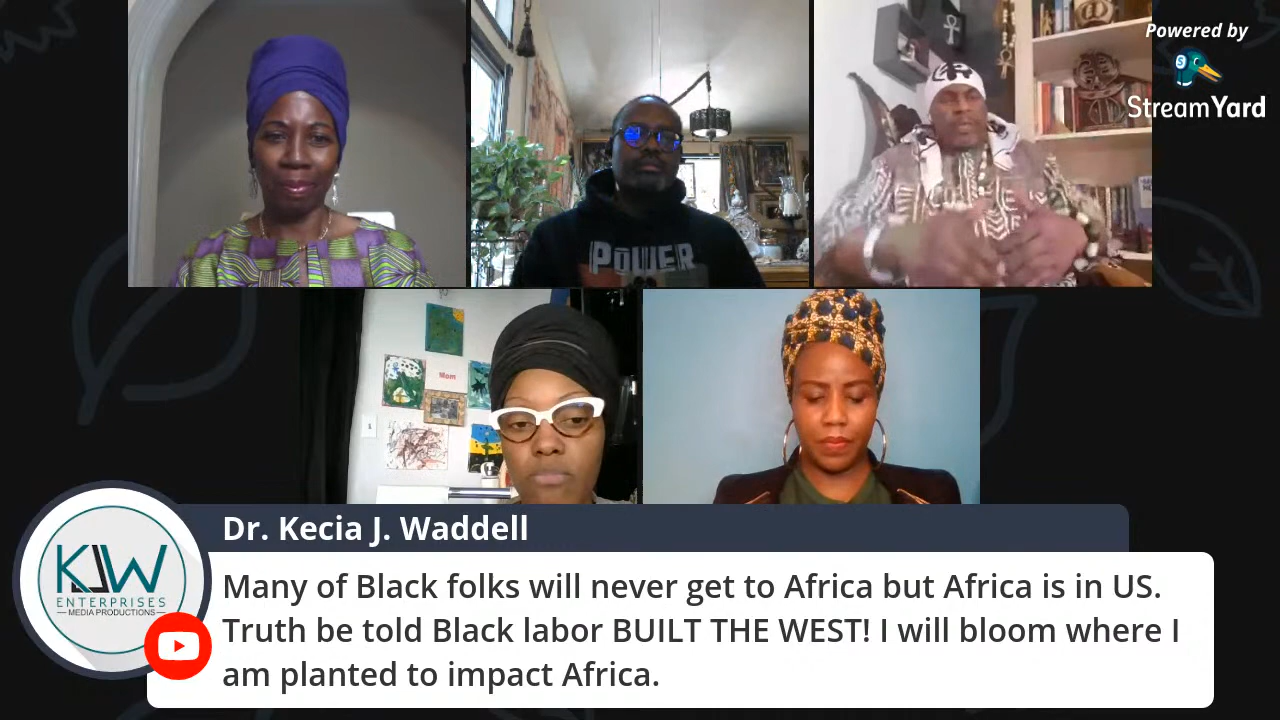 Powered by
StreamYard
POWER
Mom
Dr. Kecia J. Waddell
KJW
ENTERPRISES
MEDIA PRODUCTIONS
Many of Black folks will never get to Africa but Africa is in US.
Truth be told Black labor BUILT THE WEST! I will bloom where I
am planted to impact Africa.